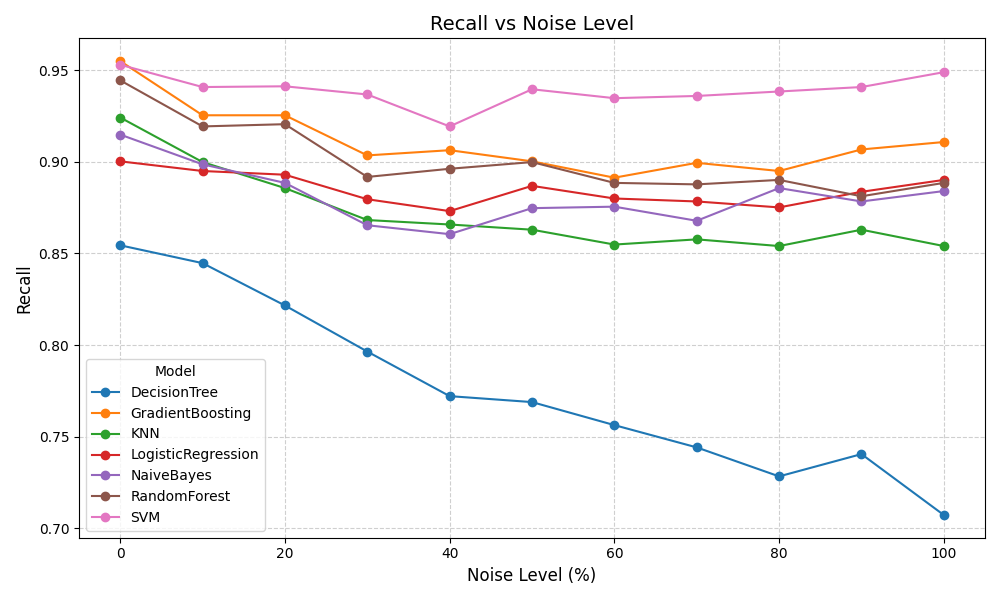 Recall vs Noise Level
Recall
0.95
0.90
0.85
0.80
0.75
0.70
Model
DecisionTree
GradientBoosting
KNN
LogisticRegression
NaiveBayes
RandomForest
SVM
0 20 40 60 80 100
Noise Level (%)